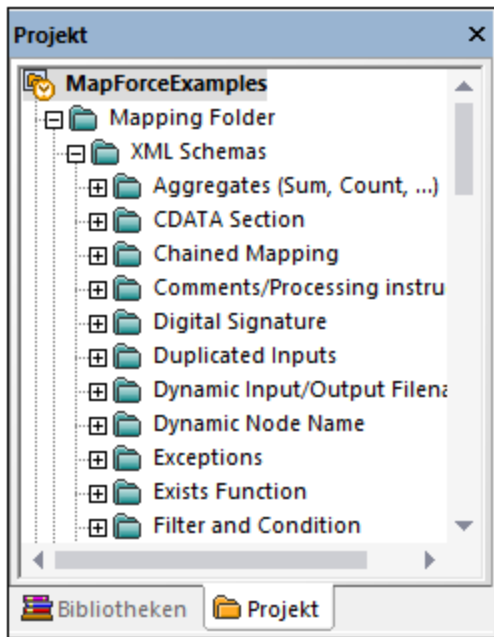 Projekt
MapForceExamples
Mapping Folder
XML Schemas
Aggregates (Sum, Count, ...)
CDATA Section
Chained Mapping
Comments/Processing instru
Digital Signature
Duplicated Inputs
Dynamic Input/Output Filena
Dynamic Node Name
Exceptions
Exists Function
Filter and Condition
Bibliotheken Projekt